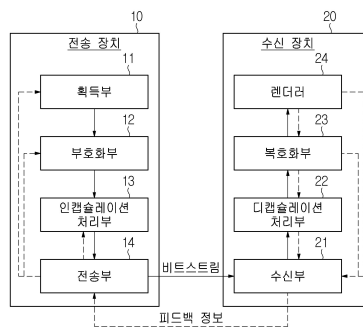 10
전송 장치
11
획득부
12
부호화부
13
인캡슐레이션
처리부
14
전송부
비트스트림
피드백 정보
20
수신 장치
24
렌더러
23
복호화부
22
디캡슐레이션
처리부
21
수신부